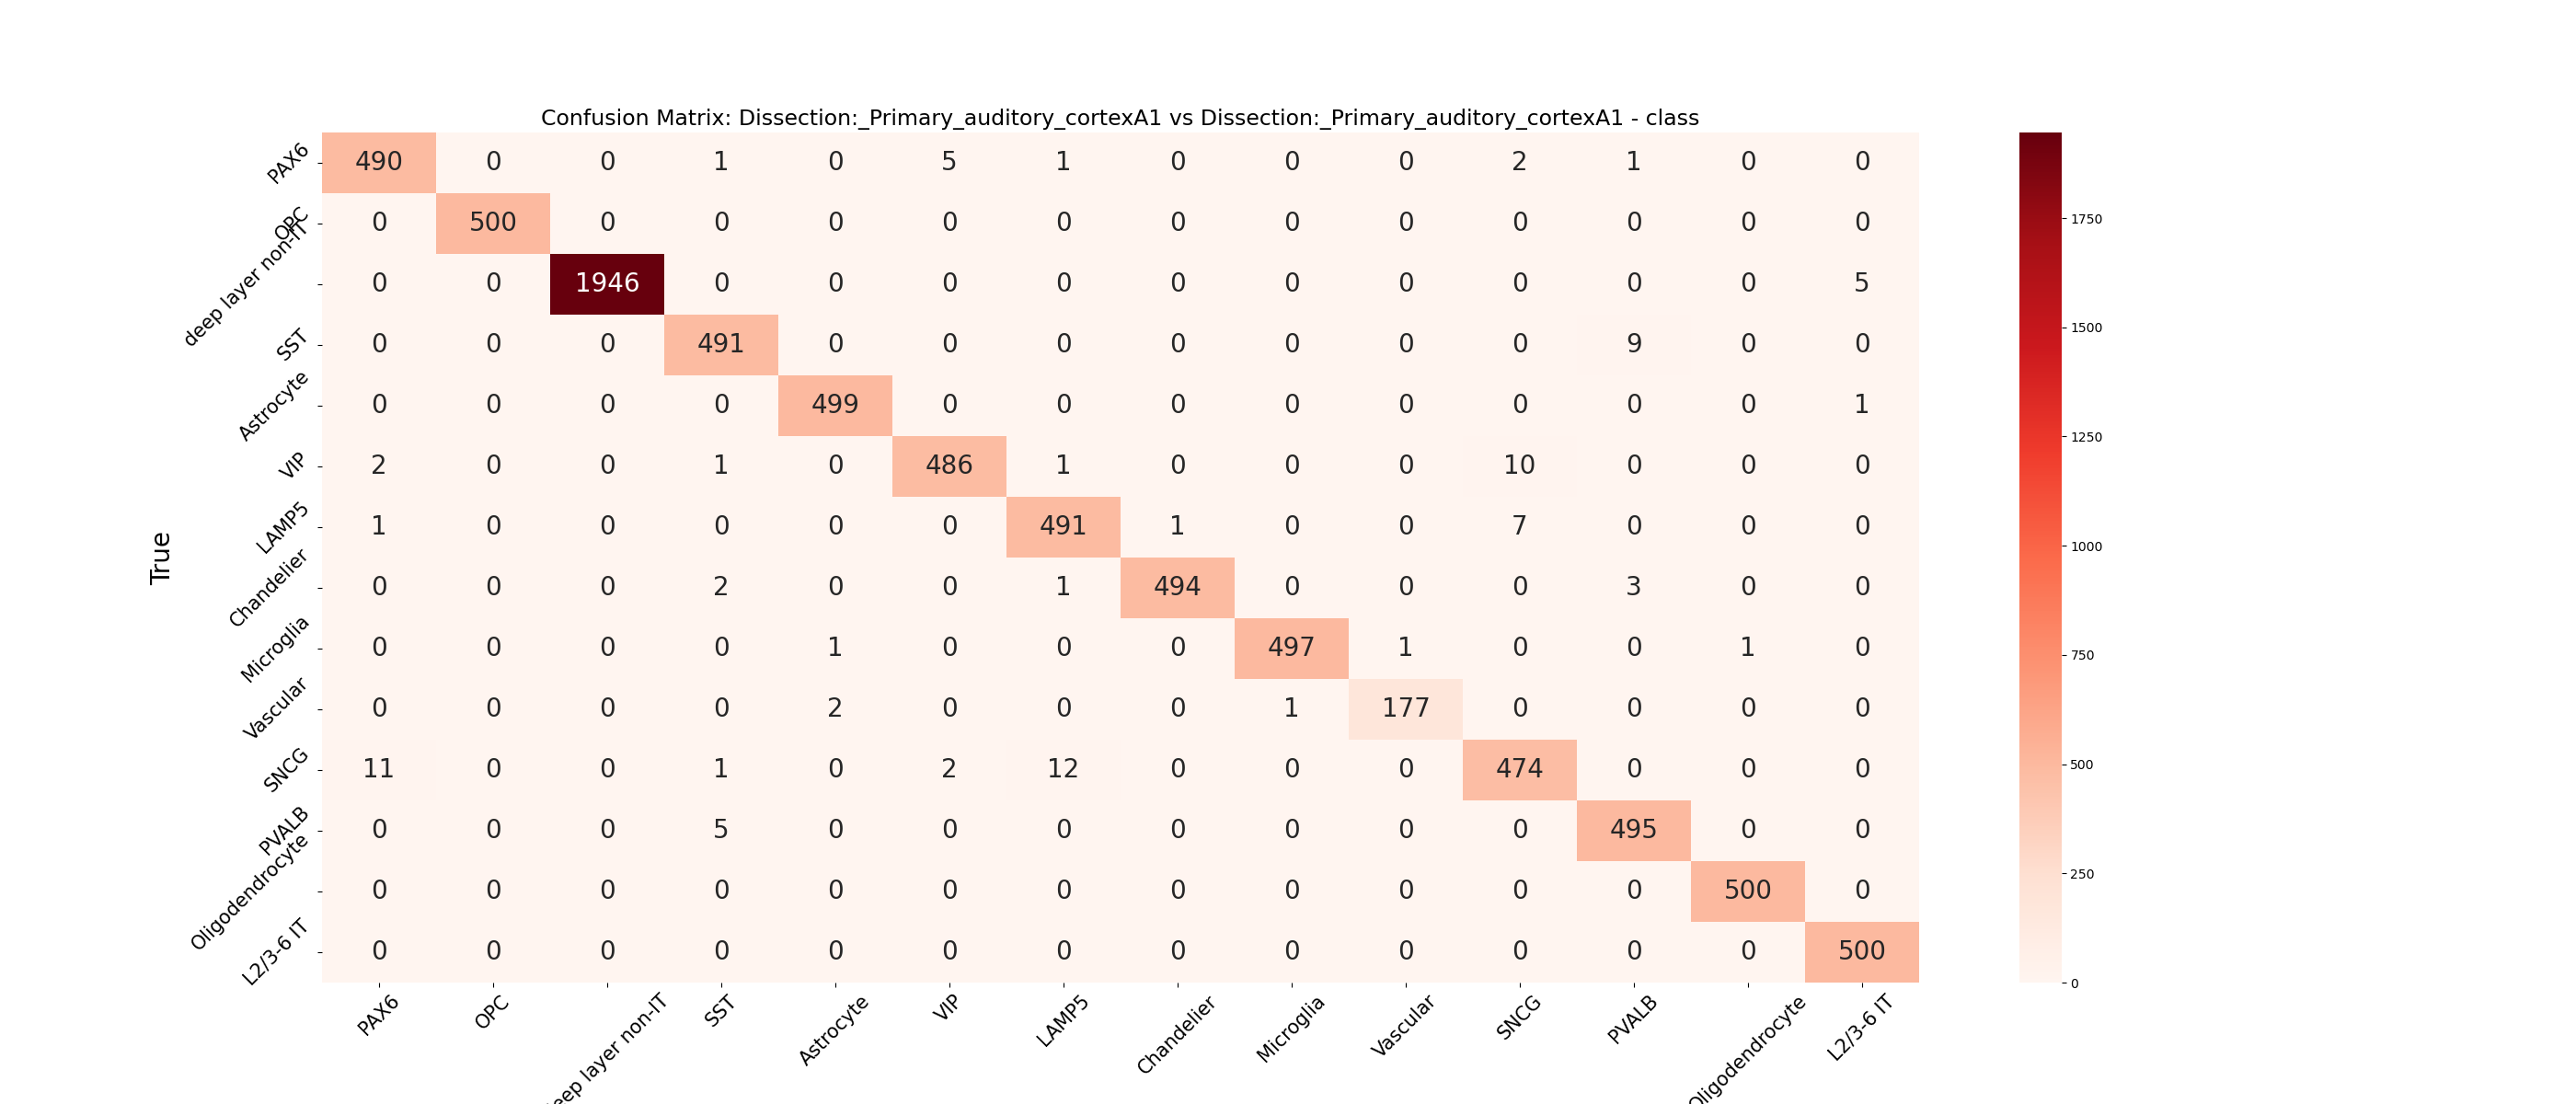 Confusion Matrix: Dissection:_Primary_auditory_cortexA1 vs Dissection:_Primary_auditory_cortexA1 - class
PAX6 490 0 0 1 0 5 1 0 0 0 2 1 0 0
OPC 0 500 0 0 0 0 0 0 0 0 0 0 0 0
deep layer non-IT 0 0 1946 0 0 0 0 0 0 0 0 0 0 5
SST 0 0 0 491 0 0 0 0 0 0 0 9 0 0
Astrocyte 0 0 0 0 499 0 0 0 0 0 0 0 0 1
VIP 2 0 0 1 0 486 1 0 0 0 10 0 0 0
LAMP5 1 0 0 0 0 0 491 1 0 0 7 0 0 0
Chandelier 0 0 0 2 0 0 1 494 0 0 0 3 0 0
Microglia 0 0 0 0 1 0 0 0 497 1 0 0 1 0
Vascular 0 0 0 0 2 0 0 0 1 177 0 0 0 0
SNCG 11 0 0 1 0 2 12 0 0 0 474 0 0 0
PVALB 0 0 0 5 0 0 0 0 0 0 0 495 0 0
Oligodendrocyte 0 0 0 0 0 0 0 0 0 0 0 0 500 0
L2/3-6 IT 0 0 0 0 0 0 0 0 0 0 0 0 0 500
True
PAX6 OPC eep layer non-IT SST Astrocyte VIP LAMP5 Chandelier Microglia Vascular SNCG PVALB Oligodendrocyte L2/3-6 IT
1750
1500
1250
1000
750
500
250
0